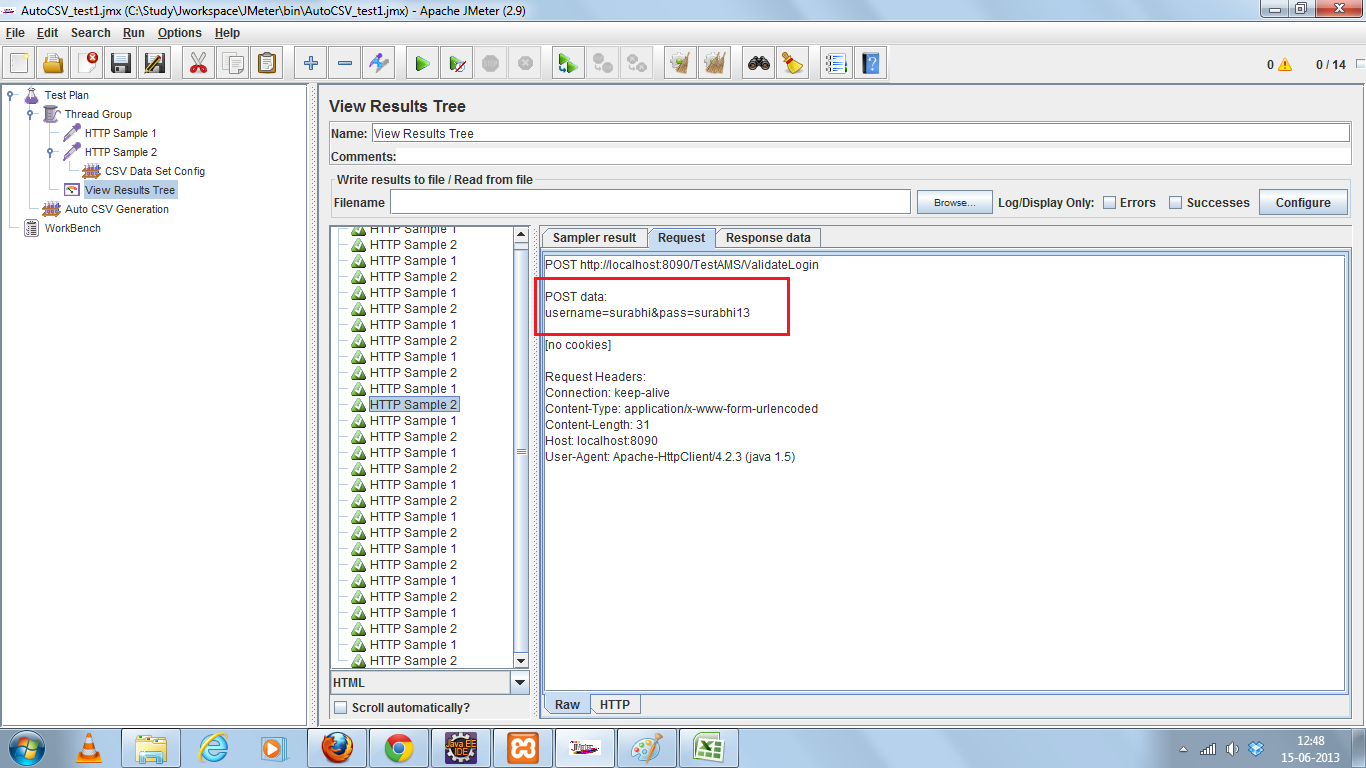 AutoCSV_test1.jmx (C:\Study\Jworkspace\JMeter\bin\AutoCSV_test1.jmx) - Apache JMeter (2.9)
File Edit Search Run Options Help
0 0 / 14
Test Plan
Thread Group
HTTP Sample 1
HTTP Sample 2
CSV Data Set Config
View Results Tree
Auto CSV Generation
WorkBench
View Results Tree
Name: View Results Tree
Comments:
Write results to file / Read from file
Filename Browse... Log/Display Only: Errors Successes Configure
HTTP Sample 1
HTTP Sample 2
HTTP Sample 1
HTTP Sample 2
HTTP Sample 1
HTTP Sample 2
HTTP Sample 1
HTTP Sample 2
HTTP Sample 1
HTTP Sample 2
HTTP Sample 1
HTTP Sample 2
HTTP Sample 1
HTTP Sample 2
HTTP Sample 1
HTTP Sample 2
HTTP Sample 1
HTTP Sample 2
HTTP Sample 1
HTTP Sample 2
HTTP Sample 1
HTTP Sample 2
HTTP Sample 1
HTTP Sample 2
HTTP Sample 1
HTTP Sample 2
HTTP Sample 1
HTTP Sample 2
HTML
Scroll automatically?
Sampler result Request Response data
POST http://localhost:8090/TestAMS/ValidateLogin
POST data:
username=surabhi&pass=surabhi13
[no cookies]
Request Headers:
Connection: keep-alive
Content-Type: application/x-www-form-urlencoded
Content-Length: 31
Host: localhost:8090
User-Agent: Apache-HttpClient/4.2.3 (java 1.5)
Raw HTTP
Java EE
IDE
12:48
15-06-2013